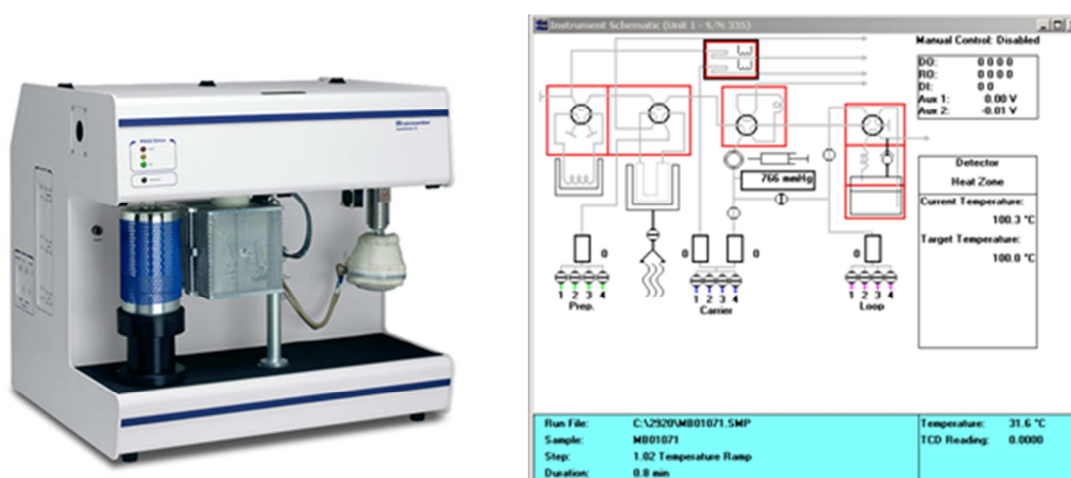 micromeritics
Instrument Schematic (Unit 1 - S/N: 335)
Manual Control: Disabled
DO: 0 0 0 0
RO: 0 0 0 0
DI: 0 0
Aux 1: 0.00 V
Aux 2: -0.01 V
766 mmHg
Detector
Heat Zone
Current Temperature:
100.3 °C
Target Temperature:
100.0 °C
0 0 0 0
1 2 3 4
Prep.
1 2 3 4
Carrier
1 2 3 4
Loop
Run File: C:\2920\MB01071.SMP
Sample: MB01071
Step: 1.02 Temperature Ramp
Duration: 0.8 min
Temperature: 31.6 °C
TCD Reading: 0.0000